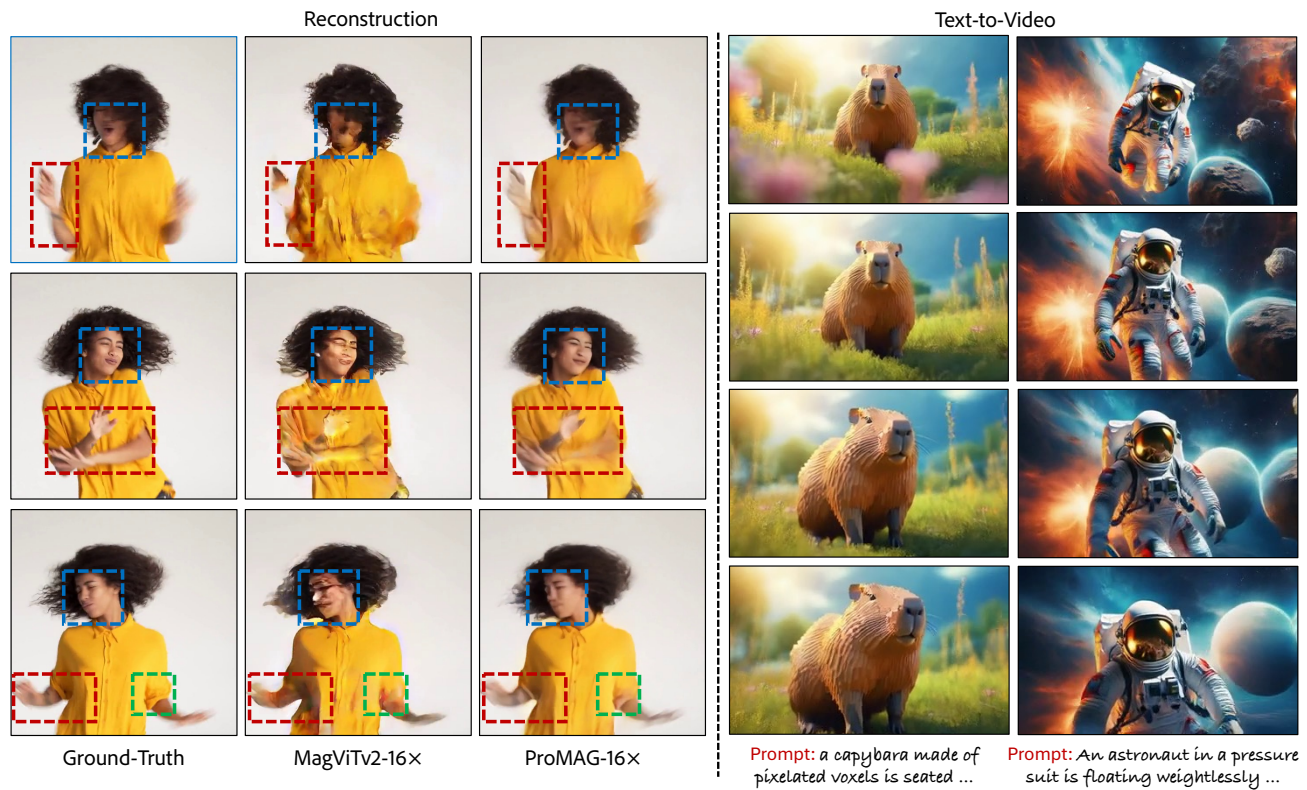 Reconstruction
Text-to-Video
Ground-Truth
MagViTv2-16×
ProMAG-16×
Prompt: a capybara made of
pixelated voxels is seated ...
Prompt: An astronaut in a pressure
suit is floating weightlessly ...